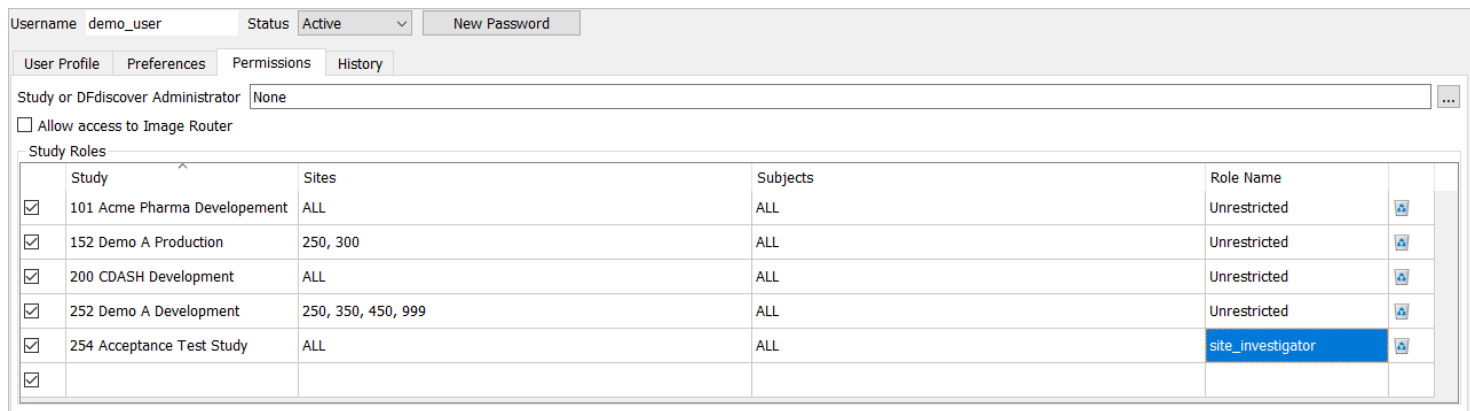 Username demo_user Status Active New Password
User Profile Preferences Permissions History
Study or DFdiscover Administrator None ...
Allow access to Image Router
Study Roles
Study Sites Subjects Role Name
101 Acme Pharma Developement ALL ALL Unrestricted
152 Demo A Production 250, 300 ALL Unrestricted
200 CDASH Development ALL ALL Unrestricted
252 Demo A Development 250, 350, 450, 999 ALL Unrestricted
254 Acceptance Test Study ALL ALL site_investigator